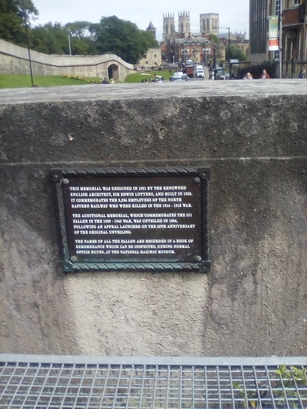 THIS MEMORIAL WAS DESIGNED IN 1921 BY THE RENOWNED
ENGLISH ARCHITECT, SIR EDWIN LUTYENS, AND BUILT IN
IT COMMEMORATES THE EMPLOYEES OF THE NORTH
EASTERN RAILWAY WHO WERE KILLED IN THE 1914 - 1918 WAR.
THE ADDITIONAL MEMORIAL, WHICH COMMEMORATES THE
FALLEN IN THE 1939 - 1945 WAR, WAS UNVEILED IN 1984,
FOLLOWING AN APPEAL LAUNCHED ON THE 60TH ANNIVERSARY
OF THE ORIGINAL UNVEILING.
THE NAMES OF ALL THE FALLEN ARE RECORDED IN A BOOK OF
REMEMBRANCE WHICH CAN BE INSPECTED, DURING NORMAL
OFFICE HOURS, AT THE NATIONAL RAILWAY MUSEUM.